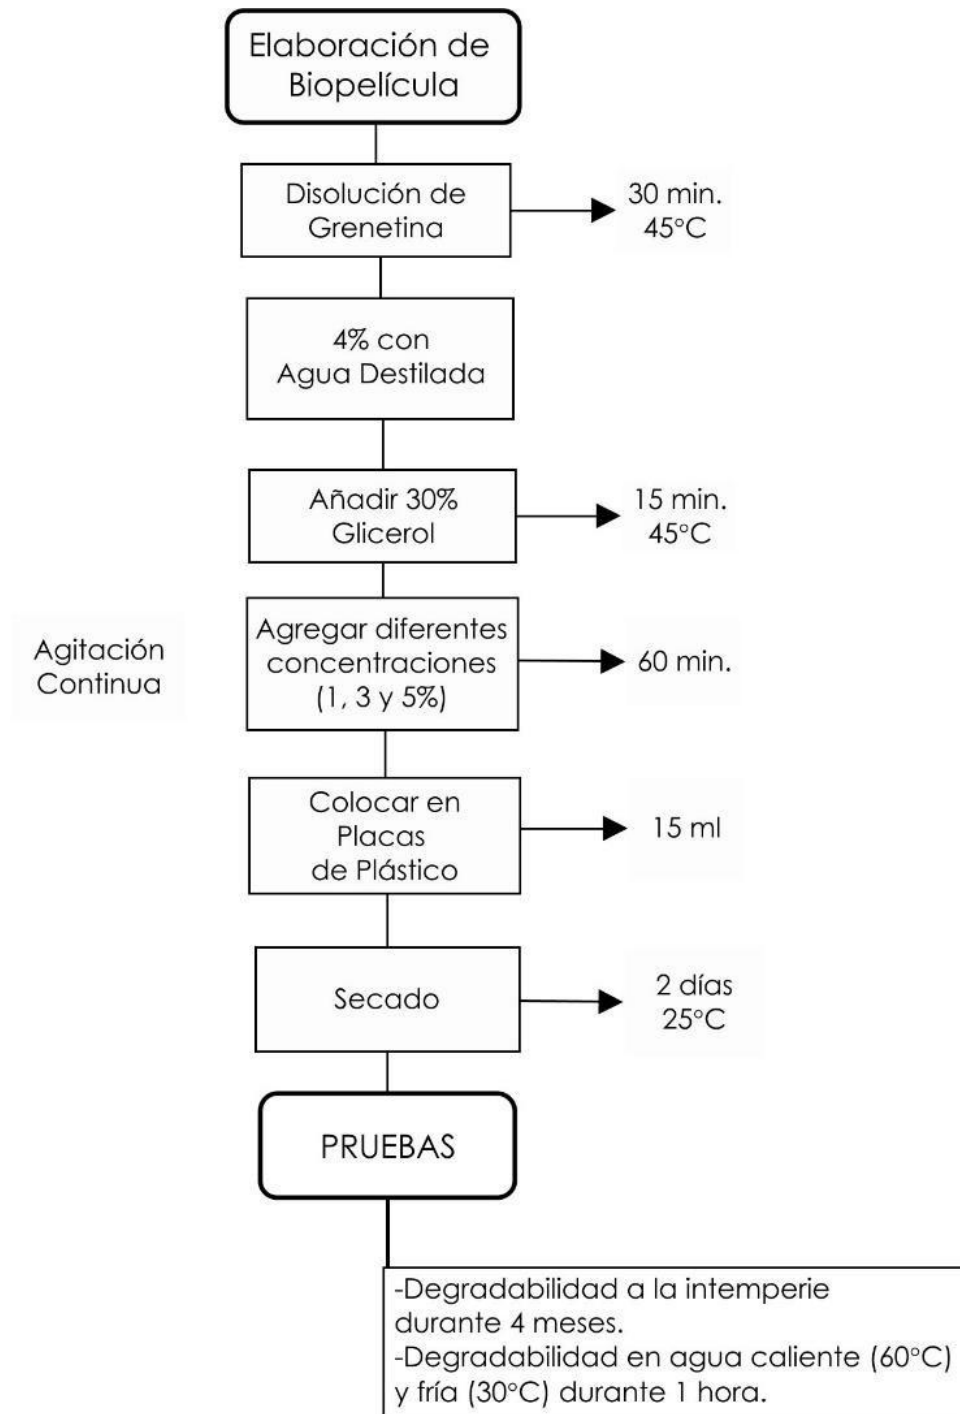 Elaboración de
Biopelícula
Disolución de
Grenetina
30 min.
45°C
4% con
Agua Destilada
Añadir 30%
Glicerol
15 min.
45°C
Agitación
Continua
Agregar diferentes
concentraciones
(1, 3 y 5%)
60 min.
Colocar en
Placas
de Plástico
15 ml
Secado
2 días
25°C
PRUEBAS
-Degradabilidad a la intemperie
durante 4 meses.
-Degradabilidad en agua caliente (60°C)
y fría (30°C) durante 1 hora.